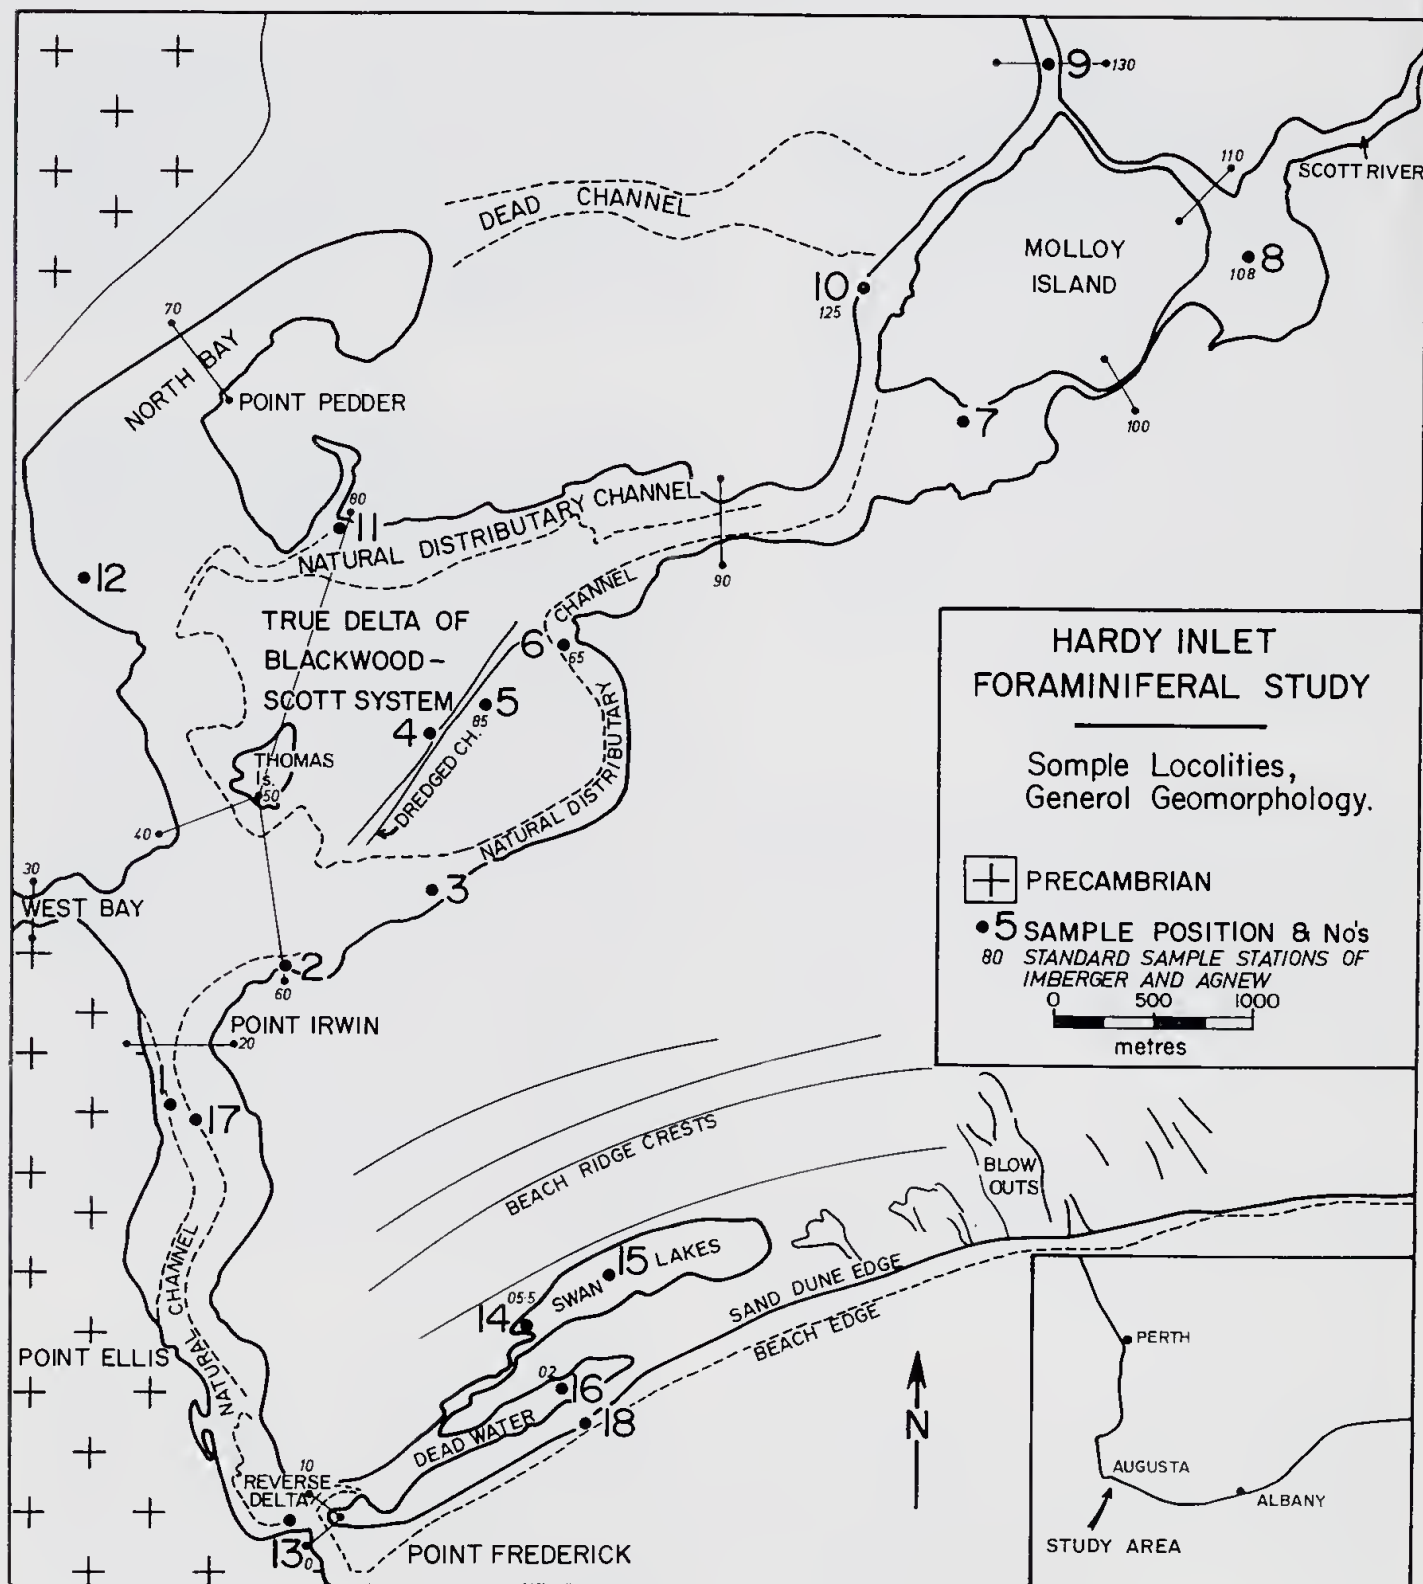 9
130
110
SCOTT RIVER
DEAD CHANNEL
MOLLOY
ISLAND
8
108
10
125
70
NORTH BAY
POINT PEDDER
7
100
80
11
NATURAL DISTRIBUTARY CHANNEL
90
12
CHANNEL
TRUE DELTA OF
BLACKWOOD-
SCOTT SYSTEM
6
65
5
85
4
DREDGED CH.
NATURAL DISTRIBUTARY
THOMAS
Is.
50
40
30
WEST BAY
3
2
60
POINT IRWIN
20
17
HARDY INLET
FORAMINIFERAL STUDY
Somple Locolities,
Generol Geomorphology.
PRECAMBRIAN
5 SAMPLE POSITION & No's
80 STANDARD SAMPLE STATIONS OF
IMBERGER AND AGNEW
0 500 1000
metres
BEACH RIDGE CRESTS
BLOW
OUTS
15 SWAN LAKES
05·5
14
SAND DUNE EDGE
BEACH EDGE
NATURAL CHANNEL
POINT ELLIS
02
16
18
DEAD WATER
10
REVERSE
DELTA
13
0
POINT FREDERICK
N
PERTH
AUGUSTA
ALBANY
STUDY AREA